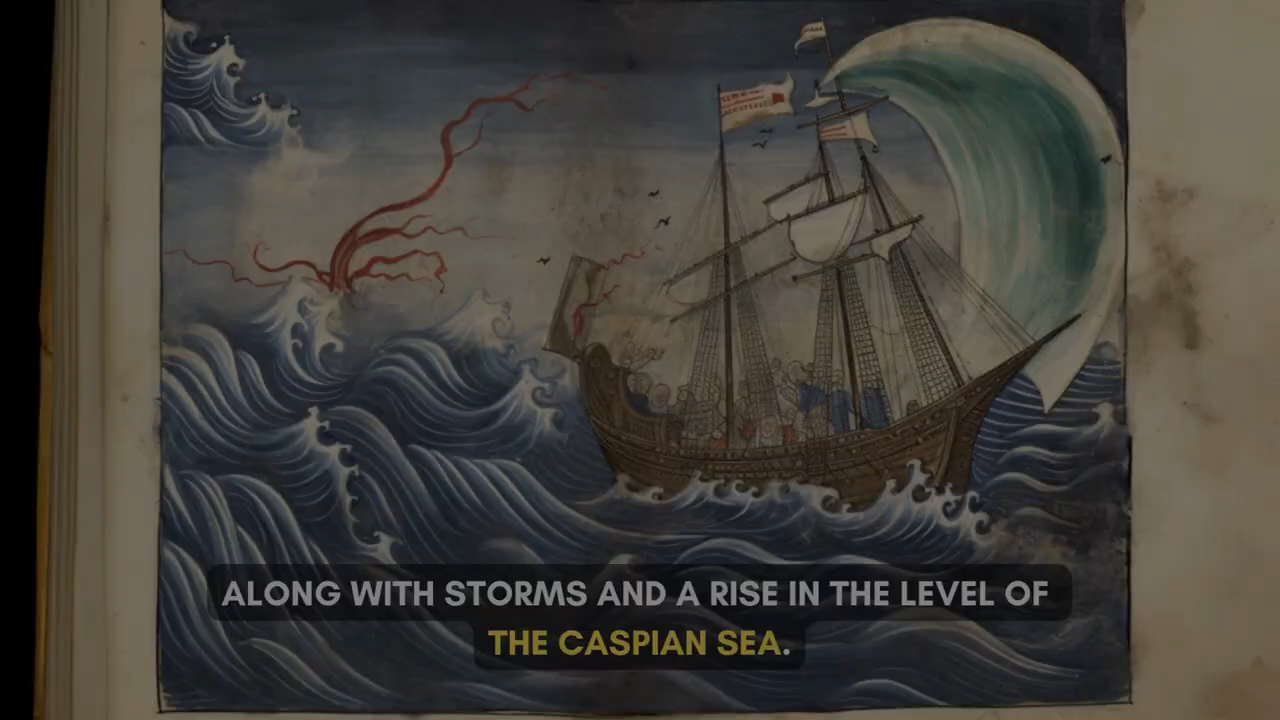 ALONG WITH STORMS AND A RISE IN THE LEVEL OF
THE CASPIAN SEA.